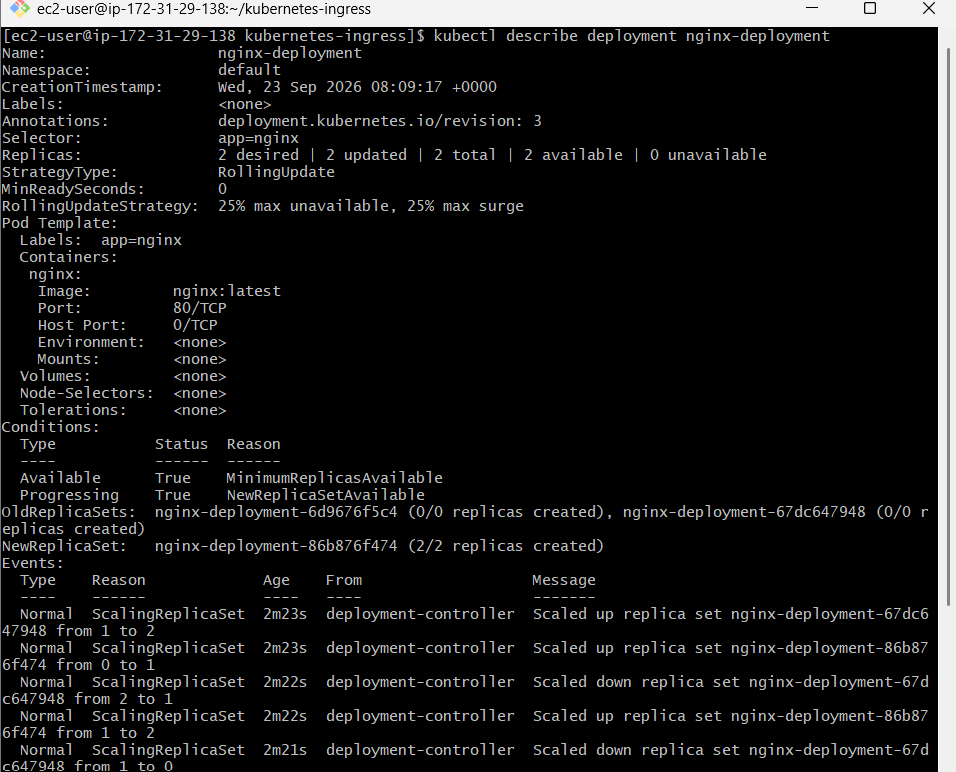 ec2-user@ip-172-31-29-138:~/kubernetes-ingress
[ec2-user@ip-172-31-29-138 kubernetes-ingress]$ kubectl describe deployment nginx-deployment
Name:                   nginx-deployment
Namespace:              default
CreationTimestamp:      Wed, 23 Sep 2026 08:09:17 +0000
Labels:                 <none>
Annotations:            deployment.kubernetes.io/revision: 3
Selector:               app=nginx
Replicas:               2 desired | 2 updated | 2 total | 2 available | 0 unavailable
StrategyType:           RollingUpdate
MinReadySeconds:        0
RollingUpdateStrategy:  25% max unavailable, 25% max surge
Pod Template:
  Labels:  app=nginx
  Containers:
   nginx:
    Image:         nginx:latest
    Port:          80/TCP
    Host Port:     0/TCP
    Environment:   <none>
    Mounts:        <none>
  Volumes:         <none>
  Node-Selectors:  <none>
  Tolerations:     <none>
Conditions:
  Type           Status  Reason
  ----           ------  ------
  Available      True    MinimumReplicasAvailable
  Progressing    True    NewReplicaSetAvailable
OldReplicaSets:  nginx-deployment-6d9676f5c4 (0/0 replicas created), nginx-deployment-67dc647948 (0/0 r
eplicas created)
NewReplicaSet:   nginx-deployment-86b876f474 (2/2 replicas created)
Events:
  Type    Reason             Age    From                   Message
  ----    ------             ----   ----                   -------
  Normal  ScalingReplicaSet  2m23s  deployment-controller  Scaled up replica set nginx-deployment-67dc6
47948 from 1 to 2
  Normal  ScalingReplicaSet  2m23s  deployment-controller  Scaled up replica set nginx-deployment-86b87
6f474 from 0 to 1
  Normal  ScalingReplicaSet  2m22s  deployment-controller  Scaled down replica set nginx-deployment-67d
c647948 from 2 to 1
  Normal  ScalingReplicaSet  2m22s  deployment-controller  Scaled up replica set nginx-deployment-86b87
6f474 from 1 to 2
  Normal  ScalingReplicaSet  2m21s  deployment-controller  Scaled down replica set nginx-deployment-67d
c647948 from 1 to 0